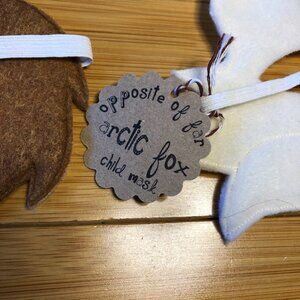 opposite of far
arctic fox
child mask